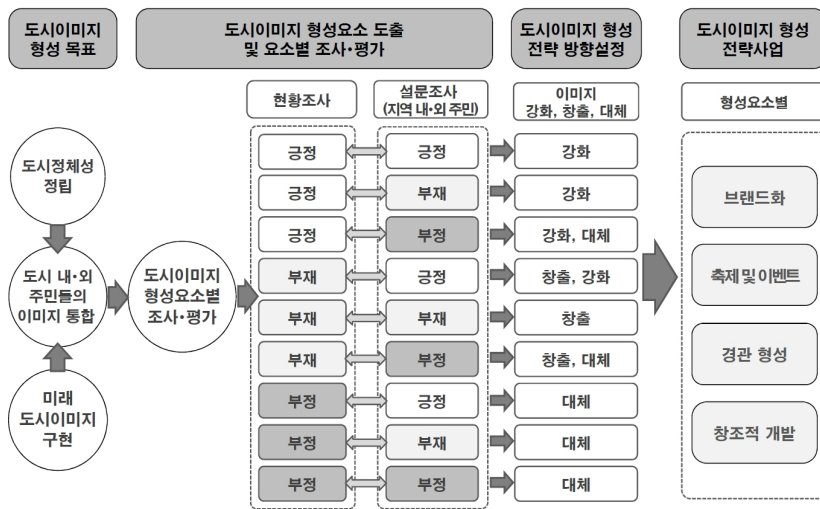 도시이미지
형성 목표
도시이미지 형성요소 도출
및 요소별 조사·평가
도시이미지 형성
전략 방향설정
도시이미지 형성
전략사업
현황조사
설문조사
(지역 내·외 주민)
이미지
강화, 창출, 대체
형성요소별
도시정체성
정립
도시 내·외
주민들의
이미지 통합
미래
도시이미지
구현
도시이미지
형성요소별
조사·평가
긍정
긍정
강화
긍정
부재
강화
긍정
부정
강화, 대체
부재
긍정
창출, 강화
부재
부재
창출
부재
부정
창출, 대체
부정
긍정
대체
부정
부재
대체
부정
부정
대체
브랜드화
축제 및 이벤트
경관 형성
창조적 개발